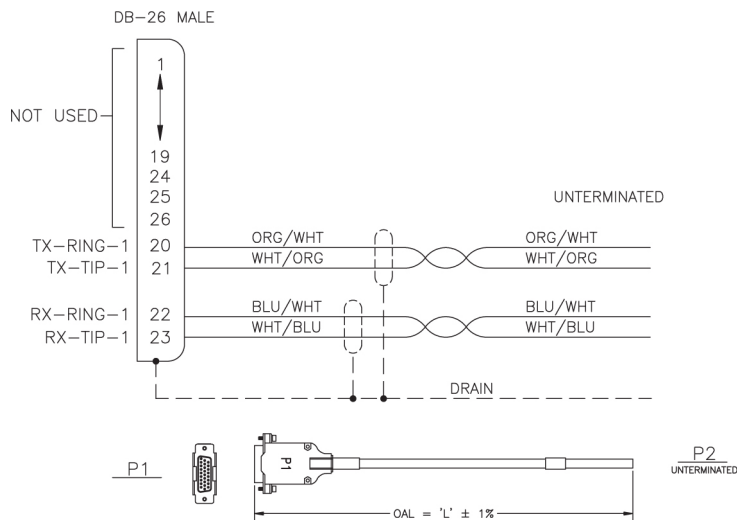 DB-26 MALE
1
NOT USED
19
24
25
26
UNTERMINATED
TX-RING-1 20 ORG/WHT ORG/WHT
TX-TIP-1 21 WHT/ORG WHT/ORG
RX-RING-1 22 BLU/WHT BLU/WHT
RX-TIP-1 23 WHT/BLU WHT/BLU
DRAIN
P1
P1
P2
UNTERMINATED
OAL = 'L' ± 1%